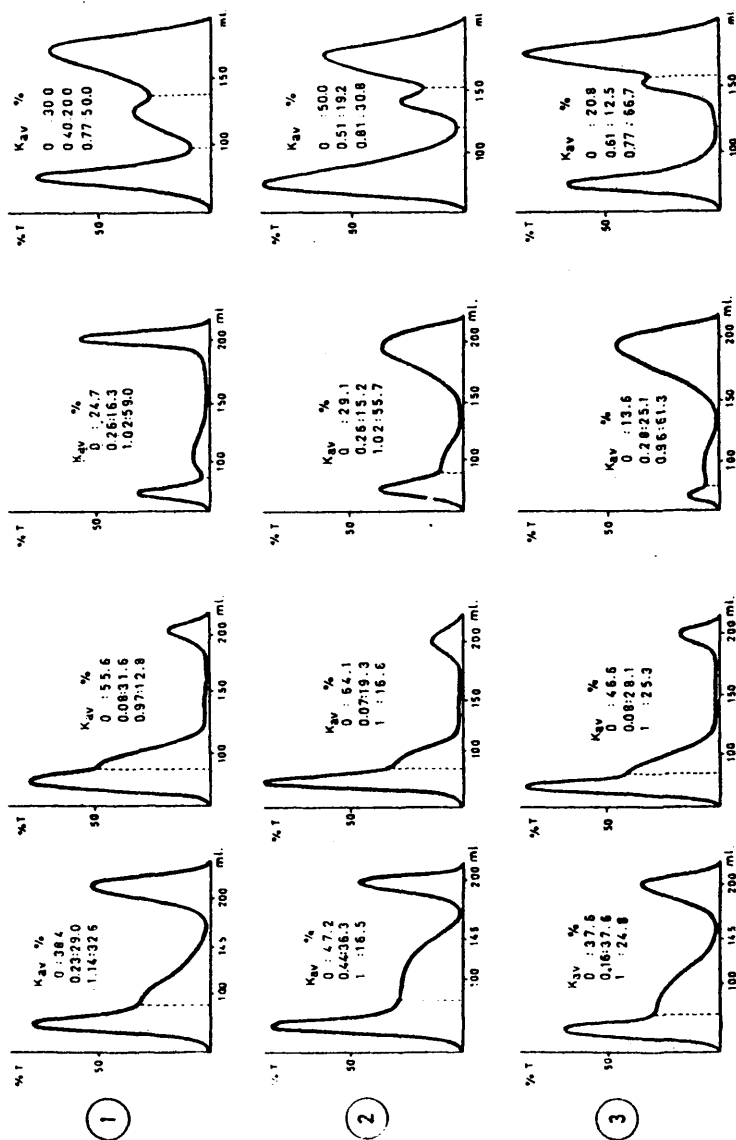 1
% T
50
Kav %
0 : 38.4
0.23:29.0
1.14:32.6
100 145 200 ml.
% T
50
Kav %
0 : 55.6
0.08:31.6
0.97:12.8
100 150 200 ml.
% T
50
Kav %
0 : 24.7
0.26:16.3
1.02:59.0
100 150 200 ml.
% T
50
Kav %
0 : 30.0
0.40:20.0
0.77:50.0
100 150 ml.
2
% T
50
Kav %
0 : 47.2
0.44:36.3
1 : 16.5
100 145 200 ml.
% T
50
Kav %
0 : 64.1
0.07:19.3
1 : 16.6
100 150 200 ml.
% T
50
Kav %
0 : 29.1
0.26:15.2
1.02:55.7
100 150 200 ml.
% T
50
Kav %
0 : 50.0
0.51:19.2
0.81:30.8
100 150 ml.
3
% T
50
Kav %
0 : 37.6
0.16:37.6
1 : 24.8
100 145 200 ml.
% T
50
Kav %
0 : 46.6
0.08:28.1
1 : 25.3
100 150 200 ml.
% T
50
Kav %
0 : 13.6
0.28:25.1
0.96:61.3
100 150 200 ml.
% T
50
Kav %
0 : 20.8
0.61 : 12.5
0.77 : 66.7
100 150 ml.